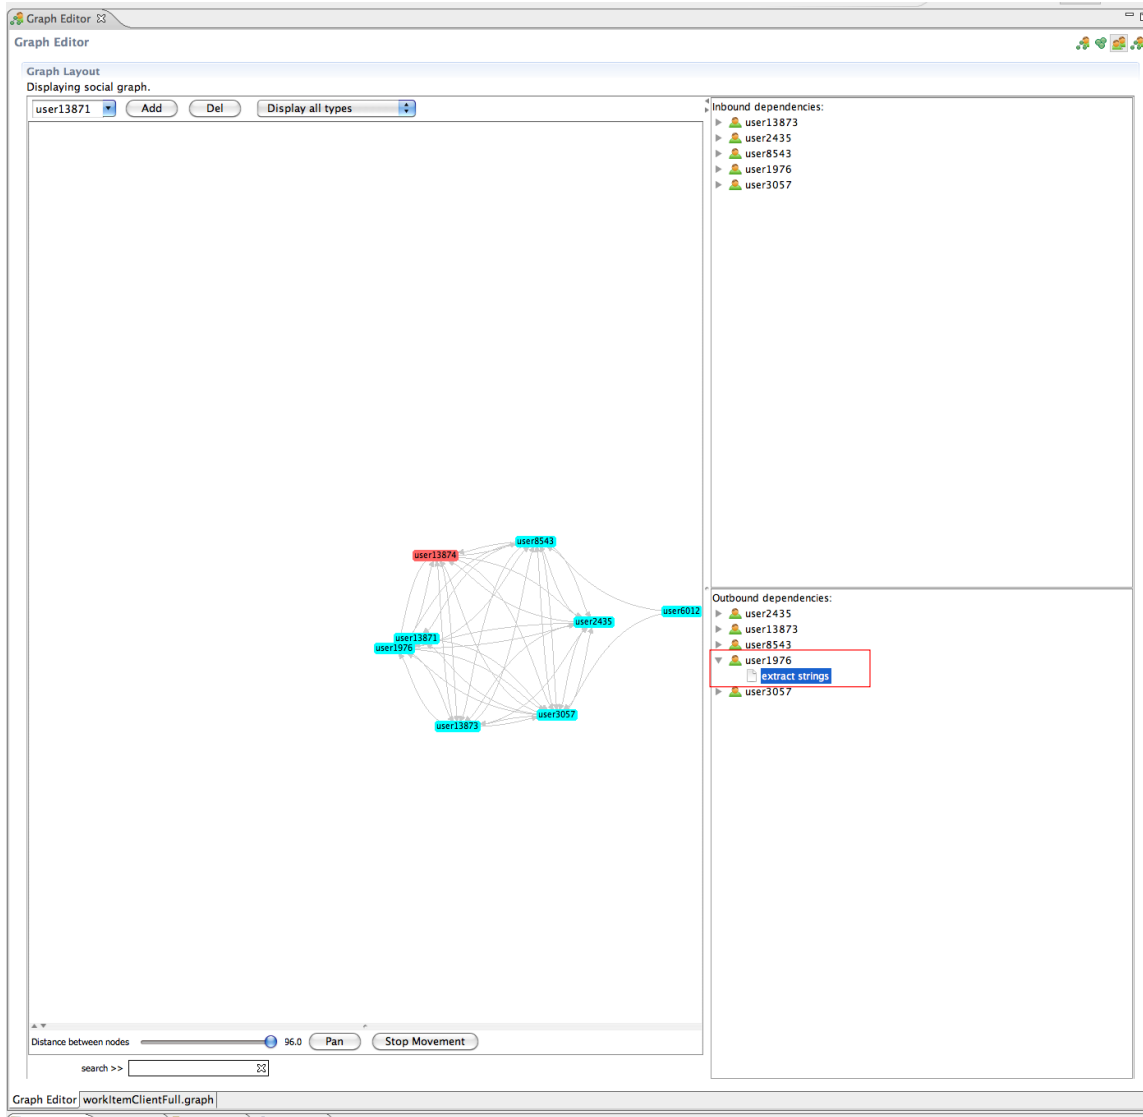 Graph Editor
Graph Editor
Graph Layout
Displaying social graph.
user13871 Add Del Display all types
Inbound dependencies:
user13873
user2435
user8543
user1976
user3057
user8543
user13874
user6012
user2435
user13871
user1976
user3057
user13873
Outbound dependencies:
user2435
user13873
user8543
user1976
extract strings
user3057
Distance between nodes 96.0 Pan Stop Movement
search >>
Graph Editor workItemClientFull.graph